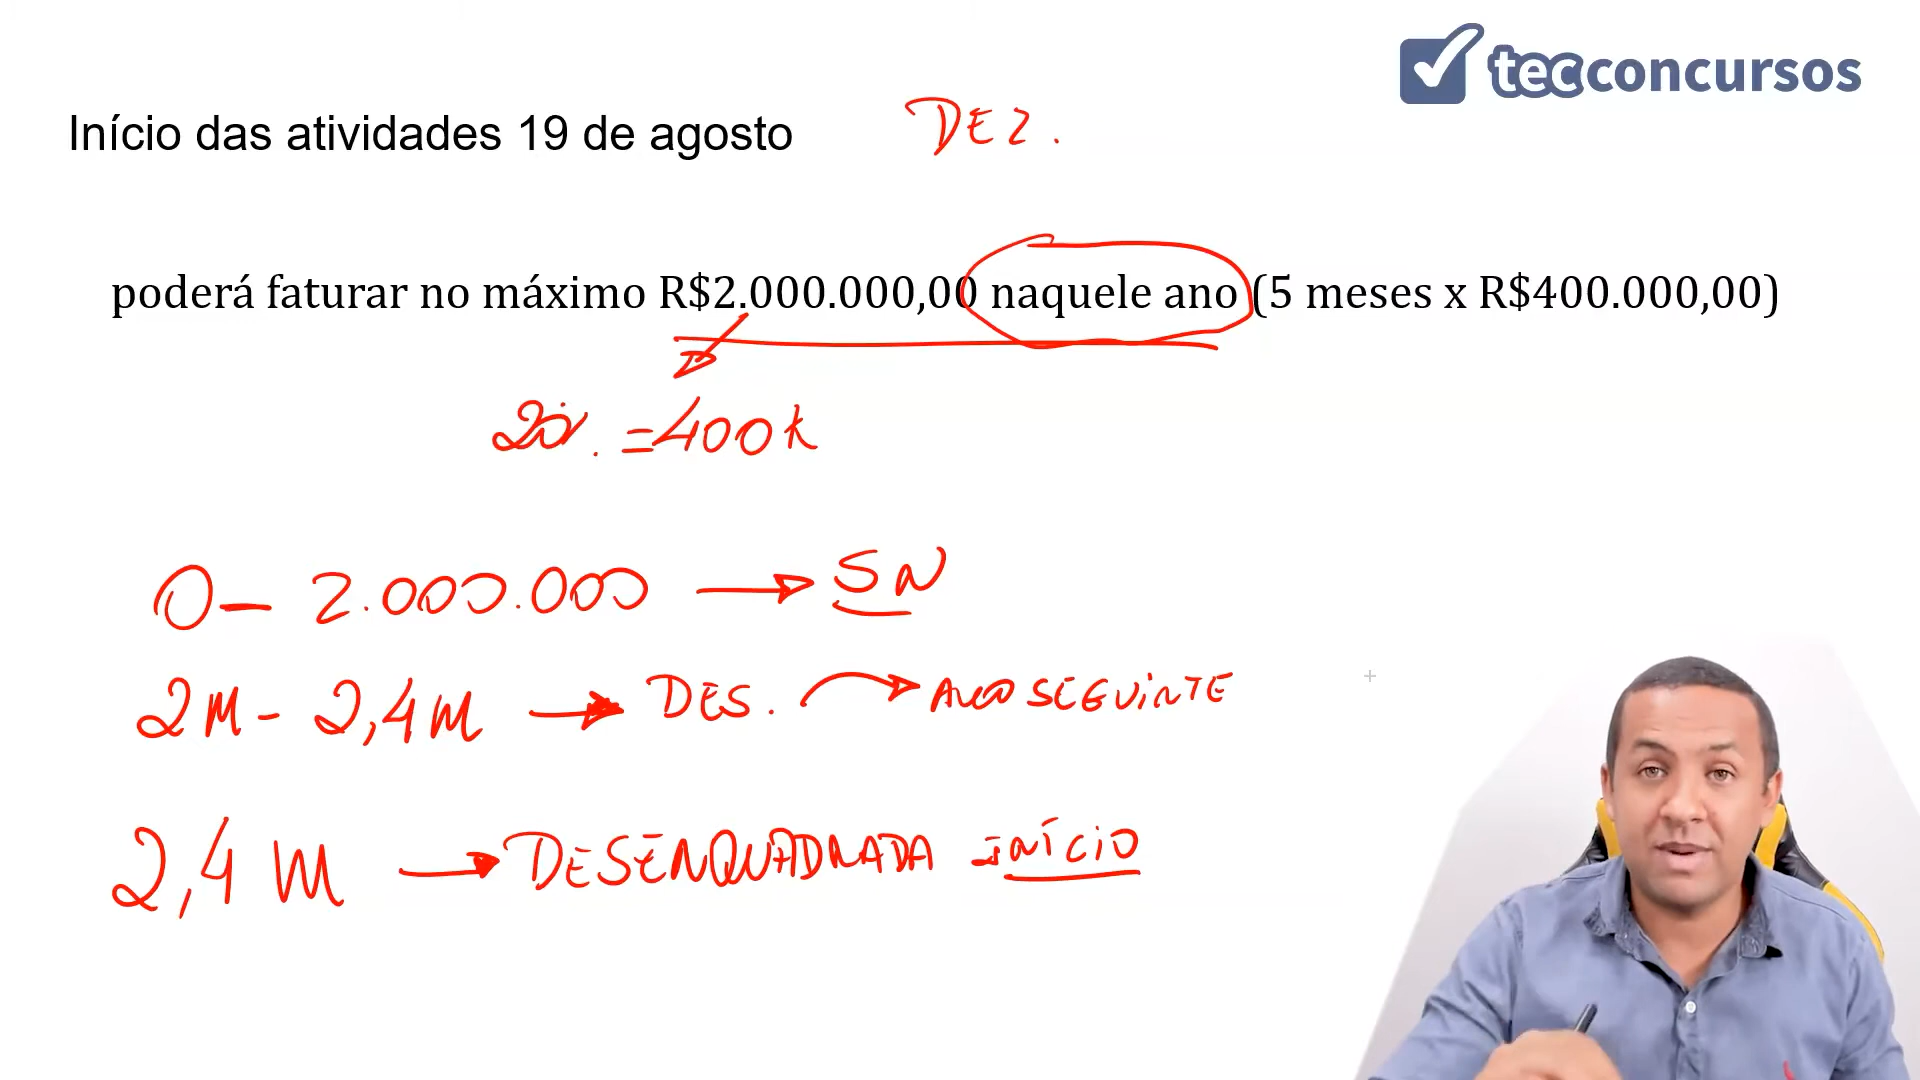 tecconcursos
Início das atividades 19 de agosto DEZ.
poderá faturar no máximo R$2.000.000,00 naquele ano (5 meses x R$400.000,00)
20%. = 400k
0 – 2.000.000 → SN
2M - 2,4M → DES. → ANO SEGUINTE
2,4 M → DESENQUADRADA INÍCIO